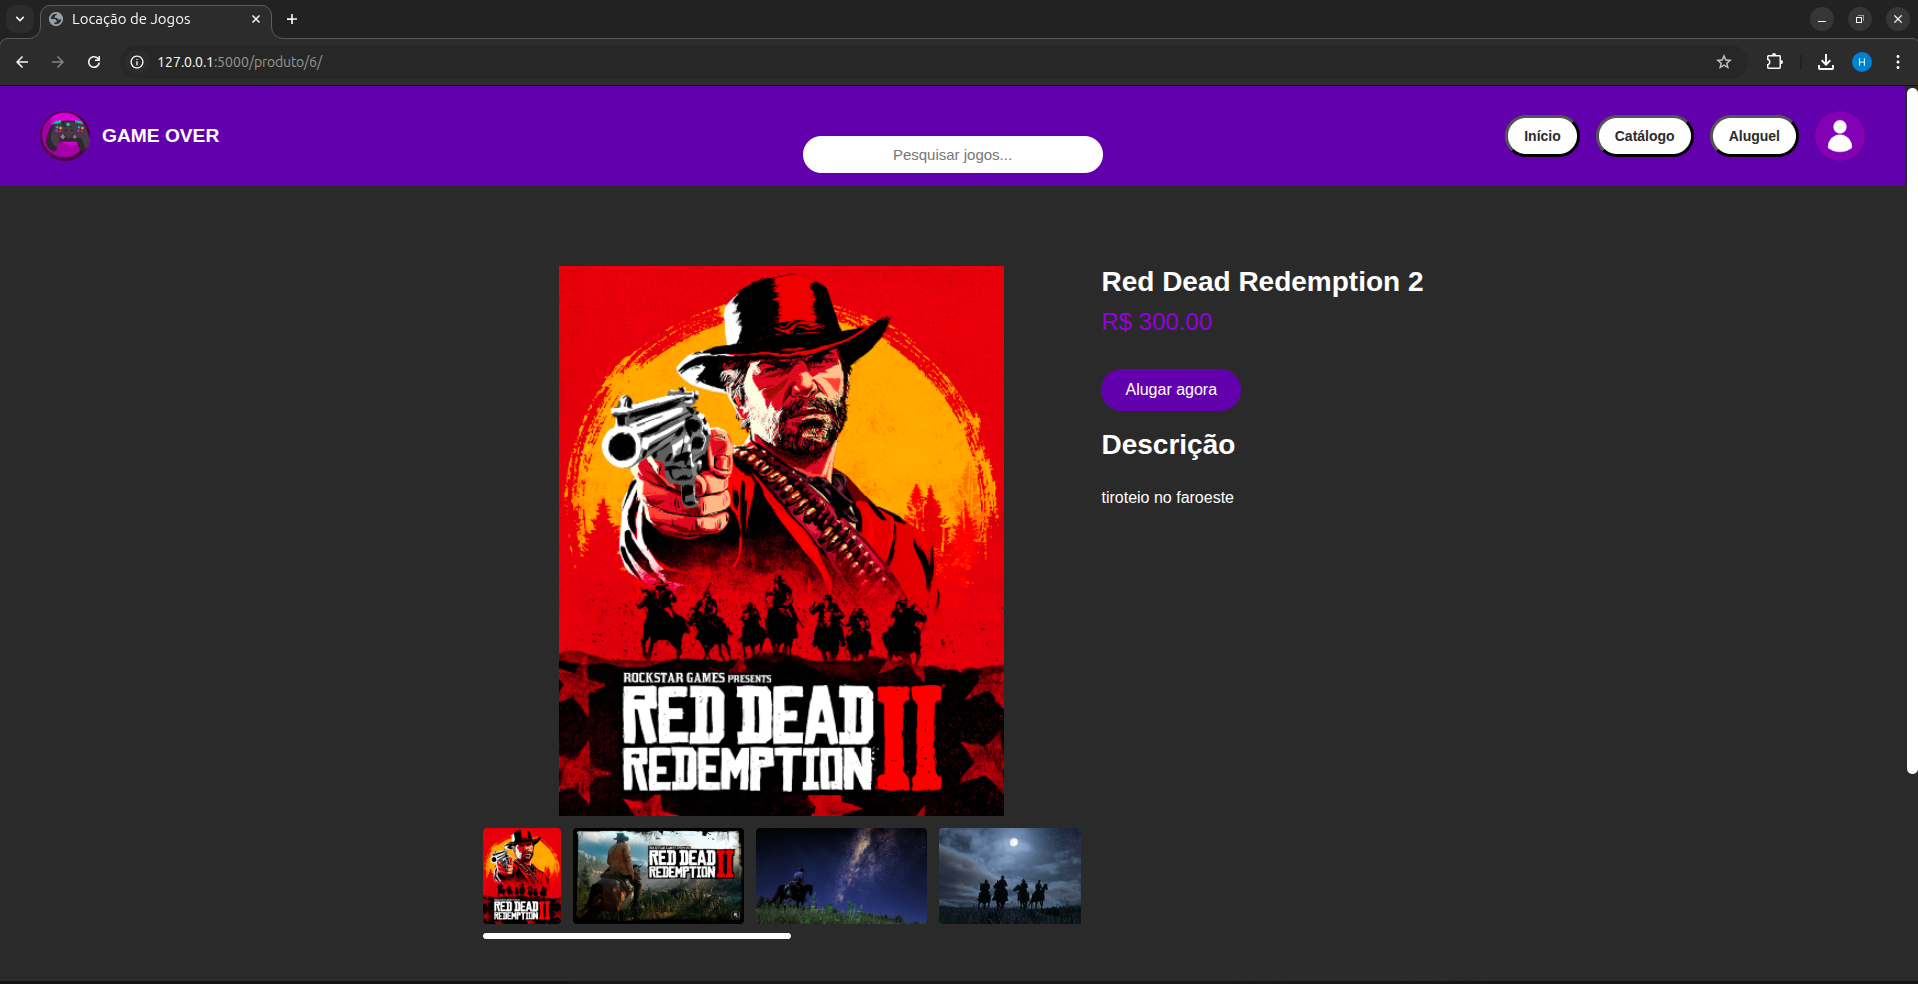 Locação de Jogos
127.0.0.1:5000/produto/6/
H
GAME OVER
Pesquisar jogos...
Início
Catálogo
Aluguel
Red Dead Redemption 2
R$ 300.00
Alugar agora
Descrição
tiroteio no faroeste
ROCKSTAR GAMES PRESENTS
RED DEAD
REDEMPTION II
RED DEAD
REDEMPTION II
RED DEAD
REDEMPTION II